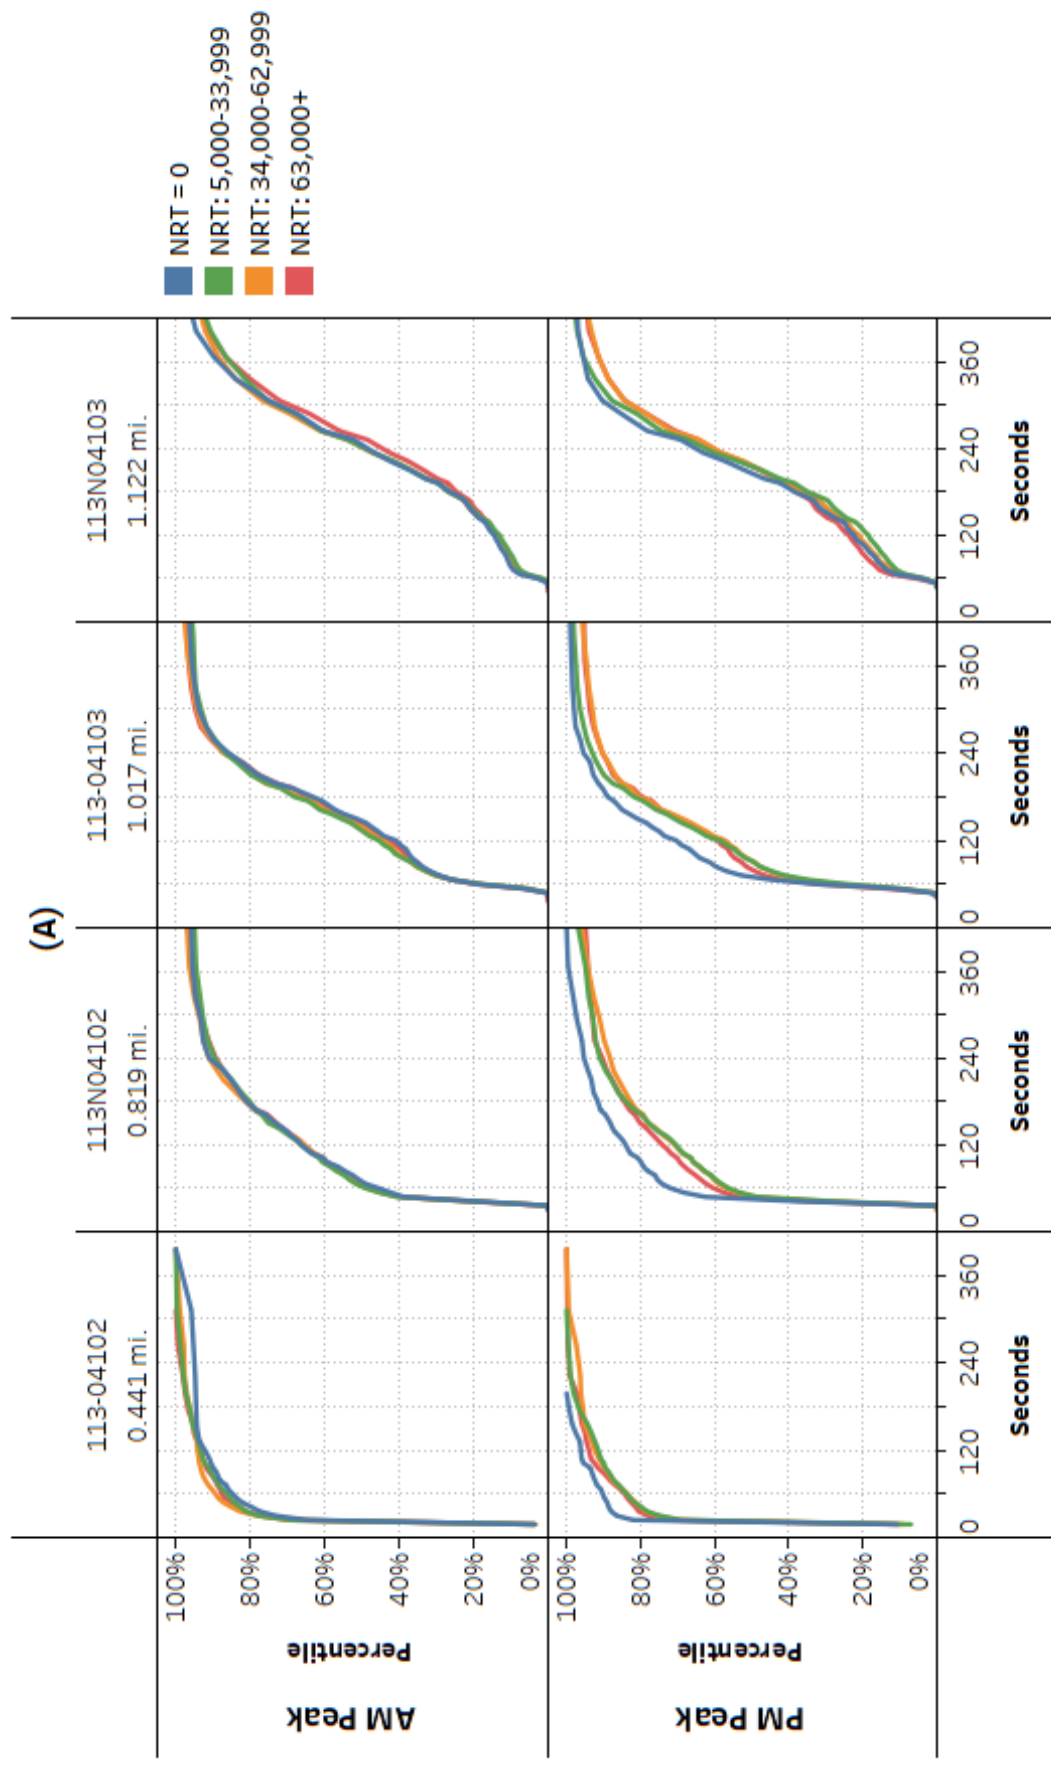 (A)
113-04102
113N04102
113-04103
113N04103
0.441 mi.
0.819 mi.
1.017 mi.
1.122 mi.
NRT = 0
NRT: 5,000-33,999
NRT: 34,000-62,999
NRT: 63,000+
AM Peak
Percentile
100%
80%
60%
40%
20%
0%
PM Peak
Percentile
100%
80%
60%
40%
20%
0%
0 120 240 360 0 120 240 360 0 120 240 360 0 120 240 360
Seconds Seconds Seconds Seconds